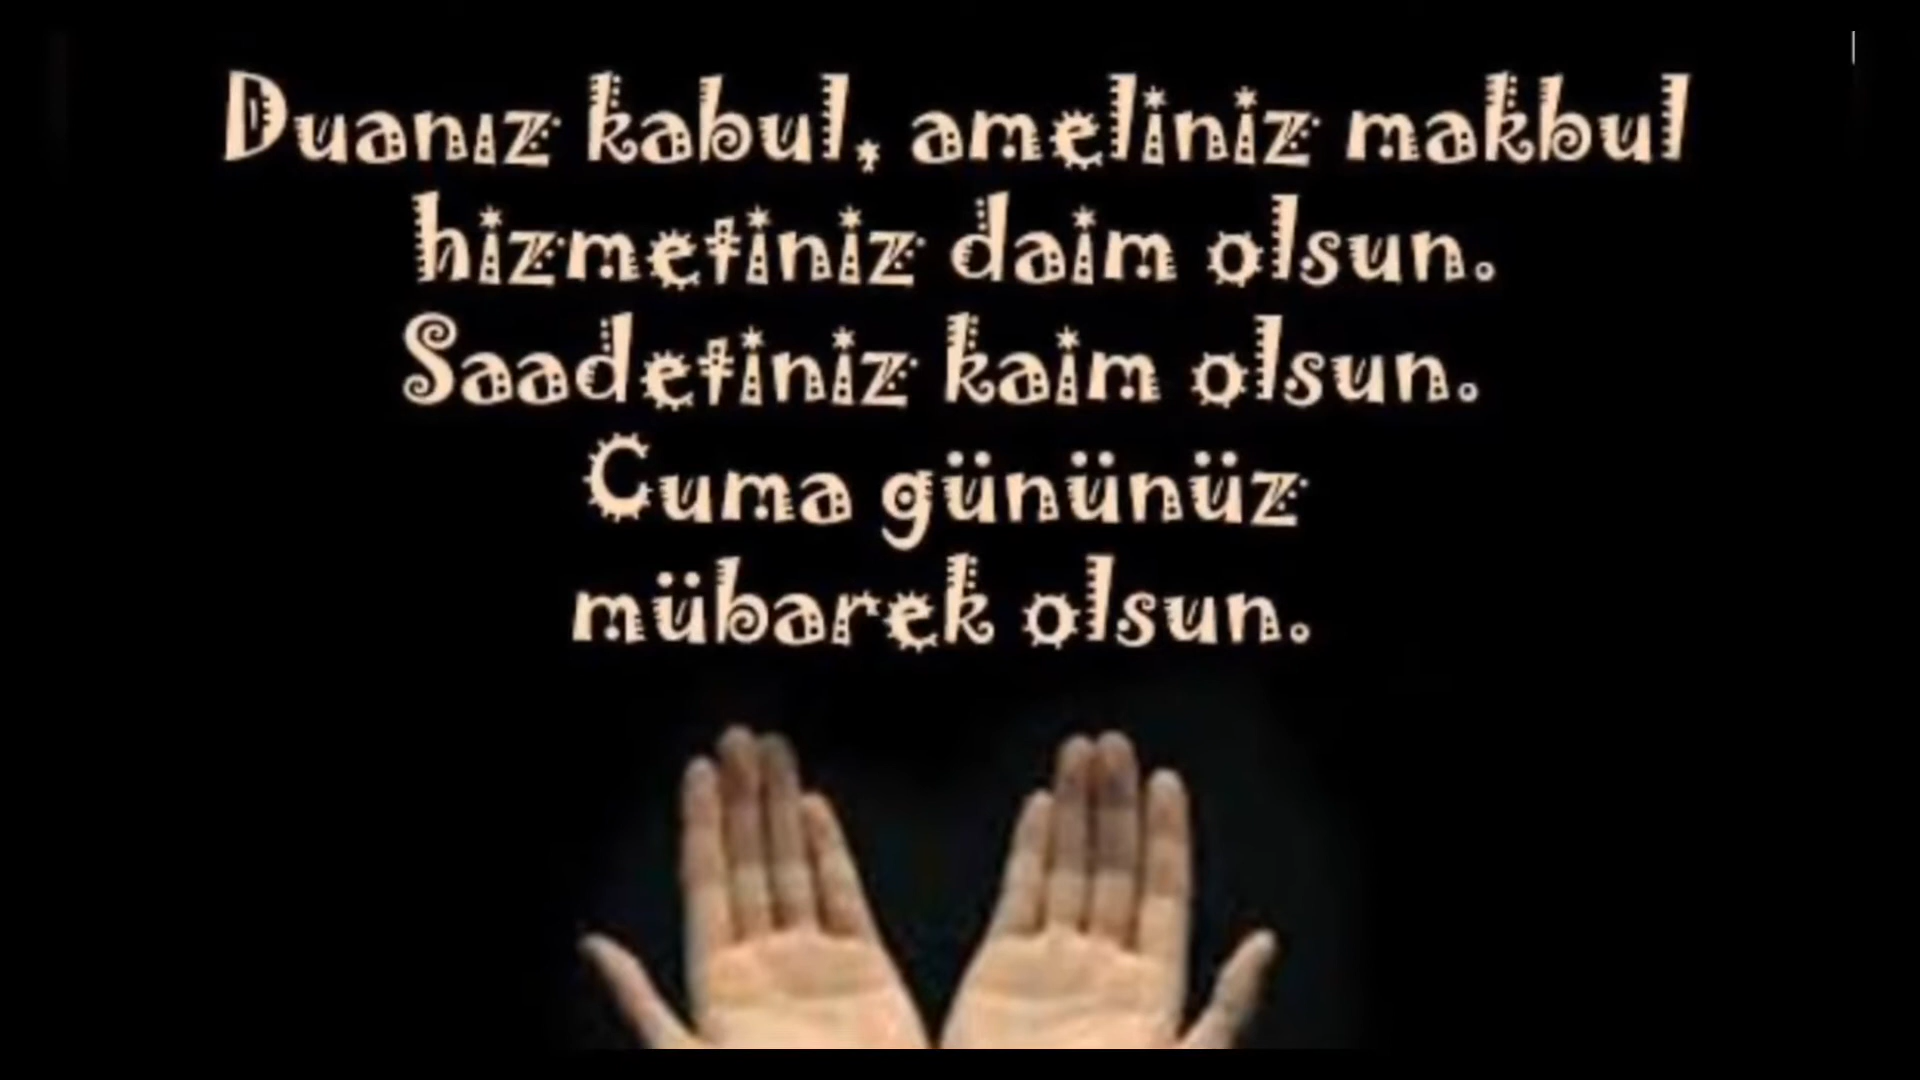 Duanız kabul, ameliniz makbul
hizmetiniz daim olsun.
Saadetiniz kaim olsun.
Cuma gününüz
mübarek olsun.